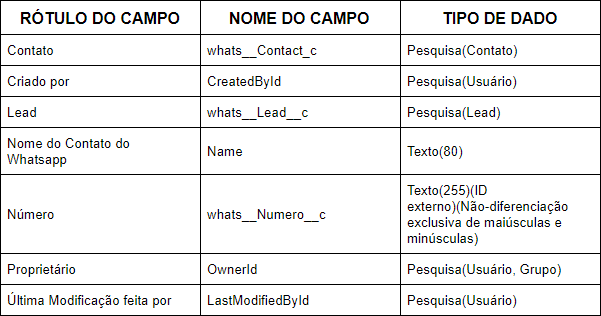 RÓTULO DO CAMPO NOME DO CAMPO TIPO DE DADO
Contato whats__Contact_c Pesquisa(Contato)
Criado por CreatedById Pesquisa(Usuário)
Lead whats__Lead__c Pesquisa(Lead)
Nome do Contato do
Whatsapp Name Texto(80)
Número whats__Numero__c Texto(255)(ID
externo)(Não-diferenciação
exclusiva de maiúsculas e
minúsculas)
Proprietário OwnerId Pesquisa(Usuário, Grupo)
Última Modificação feita por LastModifiedById Pesquisa(Usuário)